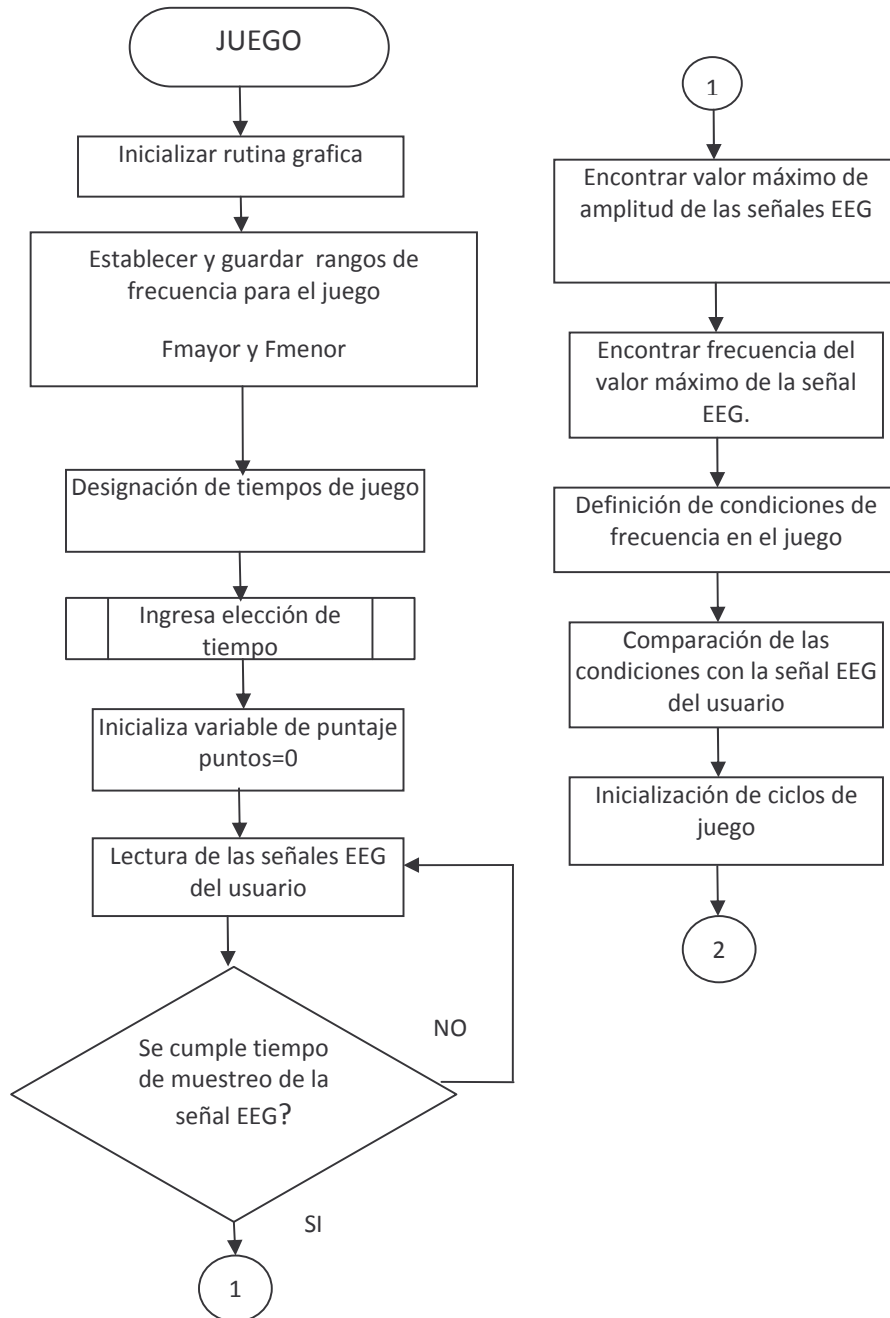 JUEGO
Inicializar rutina grafica
Establecer y guardar rangos de
frecuencia para el juego
Fmayor y Fmenor
Designación de tiempos de juego
Ingresa elección de
tiempo
Inicializa variable de puntaje
puntos=0
Lectura de las señales EEG
del usuario
NO
Se cumple tiempo
de muestreo de la
señal EEG?
SI
1
1
Encontrar valor máximo de
amplitud de las señales EEG
Encontrar frecuencia del
valor máximo de la señal
EEG.
Definición de condiciones de
frecuencia en el juego
Comparación de las
condiciones con la señal EEG
del usuario
Inicialización de ciclos de
juego
2